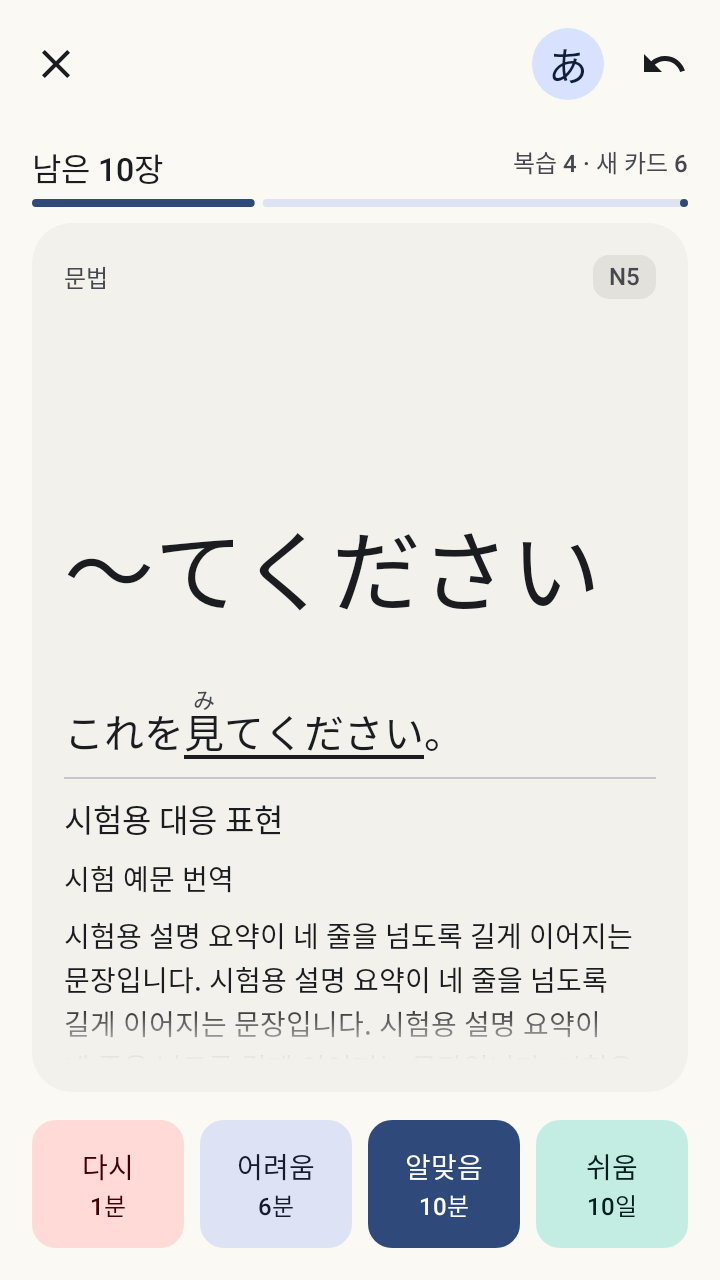 あ
남은 10장
복습 4 · 새 카드 6
문법
N5
〜てください
み
これを見てください。
시험용 대응 표현
시험 예문 번역
시험용 설명 요약이 네 줄을 넘도록 길게 이어지는
문장입니다. 시험용 설명 요약이 네 줄을 넘도록
길게 이어지는 문장입니다. 시험용 설명 요약이
다시
1분
어려움
6분
알맞음
10분
쉬움
10일